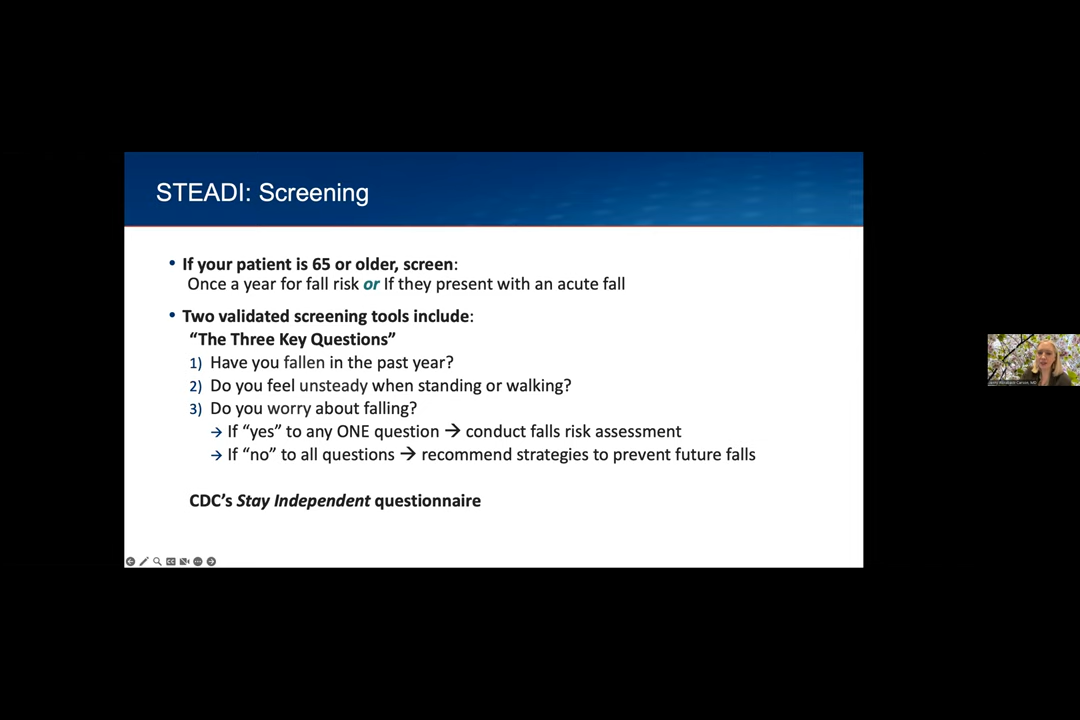 STEADI: Screening
• If your patient is 65 or older, screen:
Once a year for fall risk or If they present with an acute fall
• Two validated screening tools include:
“The Three Key Questions”
1) Have you fallen in the past year?
2) Do you feel unsteady when standing or walking?
3) Do you worry about falling?
→ If “yes” to any ONE question → conduct falls risk assessment
→ If “no” to all questions → recommend strategies to prevent future falls
CDC’s Stay Independent questionnaire